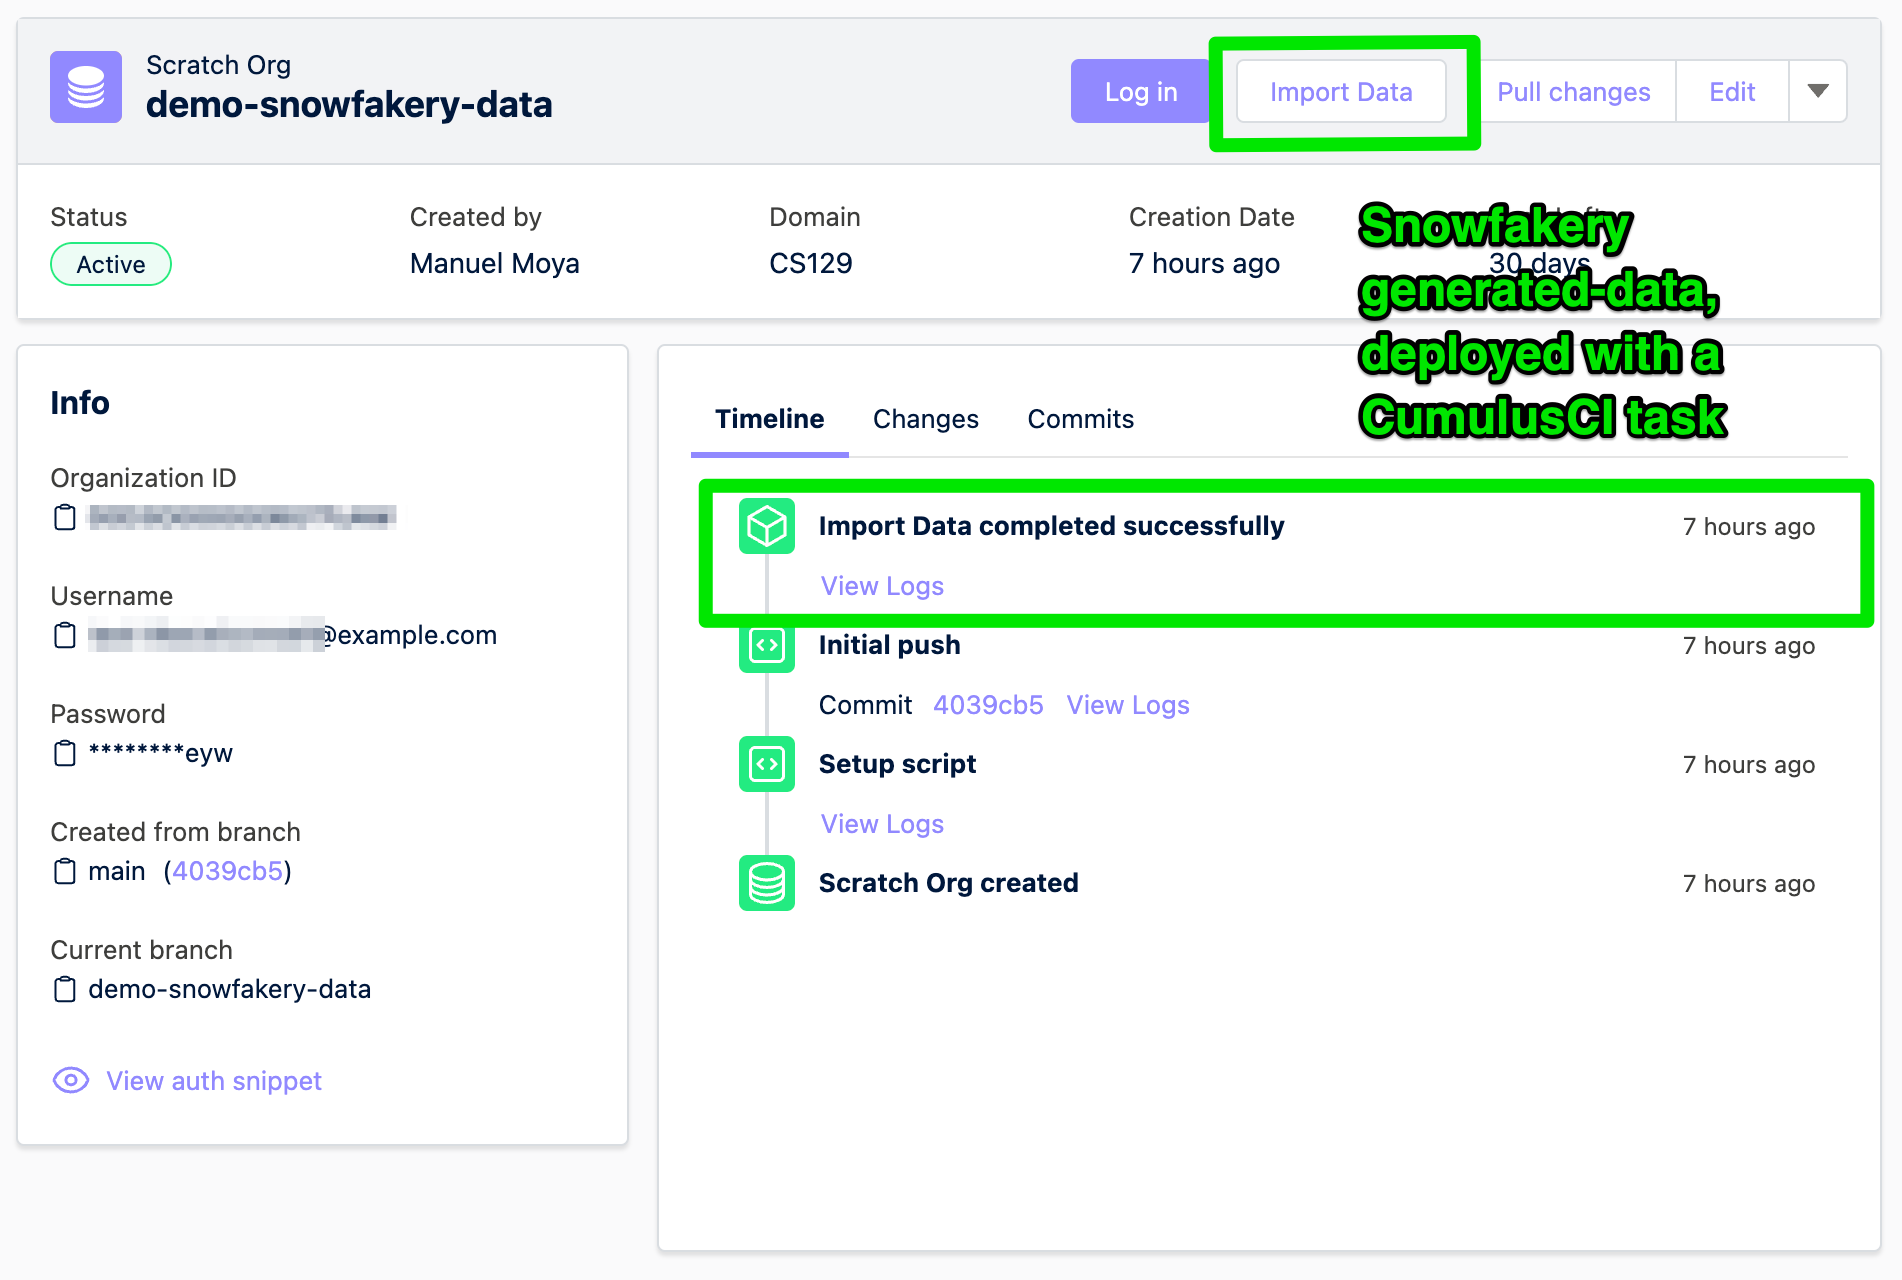 Scratch Org
demo-snowfakery-data
Log in
Import Data
Pull changes
Edit
Status
Active
Created by
Manuel Moya
Domain
CS129
Creation Date
7 hours ago
30 days
Snowfakery
generated-data,
deployed with a
CumulusCI task
Info
Organization ID
Username
@example.com
Password
********eyw
Created from branch
main (4039cb5)
Current branch
demo-snowfakery-data
View auth snippet
Timeline Changes Commits
Import Data completed successfully 7 hours ago
View Logs
Initial push 7 hours ago
Commit 4039cb5 View Logs
Setup script 7 hours ago
View Logs
Scratch Org created 7 hours ago